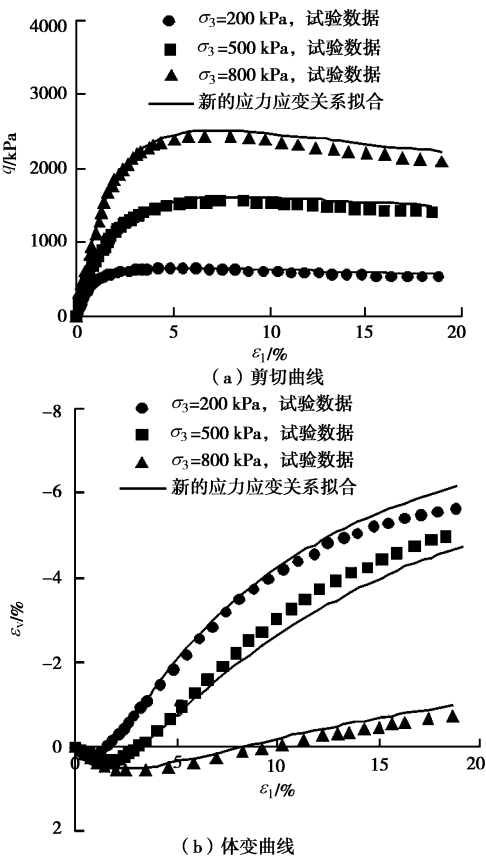 4000
3000
2000
1000
0
q/kPa
σ3=200 kPa，试验数据
σ3=500 kPa，试验数据
σ3=800 kPa，试验数据
新的应力应变关系拟合
0 5 10 15 20
ε1/%
（a）剪切曲线
-8
-6
-4
-2
0
2
εv/%
σ3=200 kPa，试验数据
σ3=500 kPa，试验数据
σ3=800 kPa，试验数据
新的应力应变关系拟合
0 5 10 15 20
ε1/%
（b）体变曲线